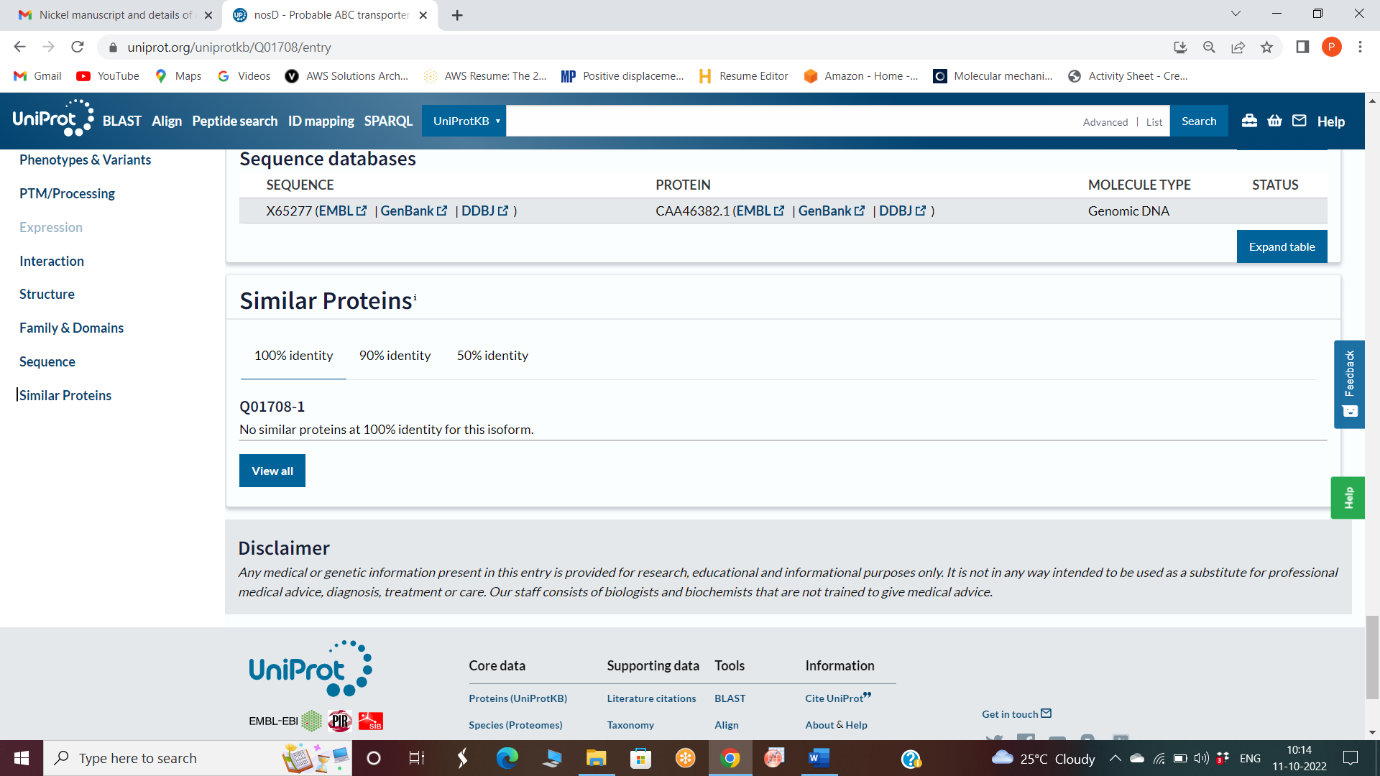 Nickel manuscript and details of
nosD - Probable ABC transporter
uniprot.org/uniprotkb/Q01708/entry
P
Gmail YouTube Maps Videos AWS Solutions Arch... AWS Resume: The 2... MP Positive displaceme... Resume Editor Amazon - Home -... Molecular mechani... Activity Sheet - Cre...
UniProt BLAST Align Peptide search ID mapping SPARQL UniProtKB Advanced | List Search Help
Phenotypes & Variants
PTM/Processing
Expression
Interaction
Structure
Family & Domains
Sequence
Similar Proteins
Sequence databases
SEQUENCE PROTEIN MOLECULE TYPE STATUS
X65277 (EMBL | GenBank | DDBJ ) CAA46382.1 (EMBL | GenBank | DDBJ ) Genomic DNA
Expand table
Similar Proteins i
100% identity 90% identity 50% identity
Q01708-1
No similar proteins at 100% identity for this isoform.
View all
Feedback
Help
Disclaimer
Any medical or genetic information present in this entry is provided for research, educational and informational purposes only. It is not in any way intended to be used as a substitute for professional
medical advice, diagnosis, treatment or care. Our staff consists of biologists and biochemists that are not trained to give medical advice.
UniProt
EMBL-EBI PIR SIB
Core data Supporting data Tools Information
Proteins (UniProtKB) Literature citations BLAST Cite UniProt
Species (Proteomes) Taxonomy Align About & Help
Get in touch
Type here to search
25°C Cloudy ENG
10:14
11-10-2022